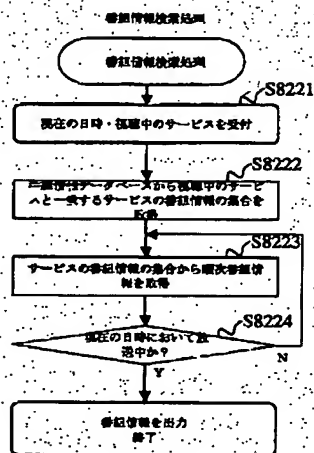 番組情報検索処理
番組情報検索処理
S8221
現在の日時・視聴中のサービスを受付
S8222
番組情報データベースから視聴中のサービ
スと一致するサービスの番組情報の集合を
取得
S8223
サービスの番組情報の集合から順次番組情
報を取得
S8224
現在の日時において放
送中か?
N
Y
番組情報を出力
終了